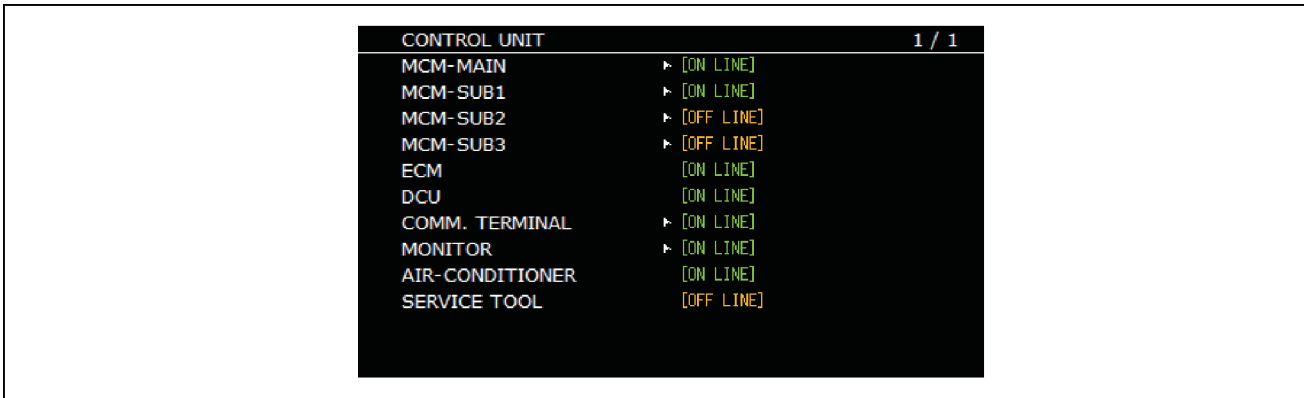 CONTROL UNIT 1 / 1
MCM-MAIN [ON LINE]
MCM-SUB1 [ON LINE]
MCM-SUB2 [OFF LINE]
MCM-SUB3 [OFF LINE]
ECM [ON LINE]
DCU [ON LINE]
COMM. TERMINAL [ON LINE]
MONITOR [ON LINE]
AIR-CONDITIONER [ON LINE]
SERVICE TOOL [OFF LINE]